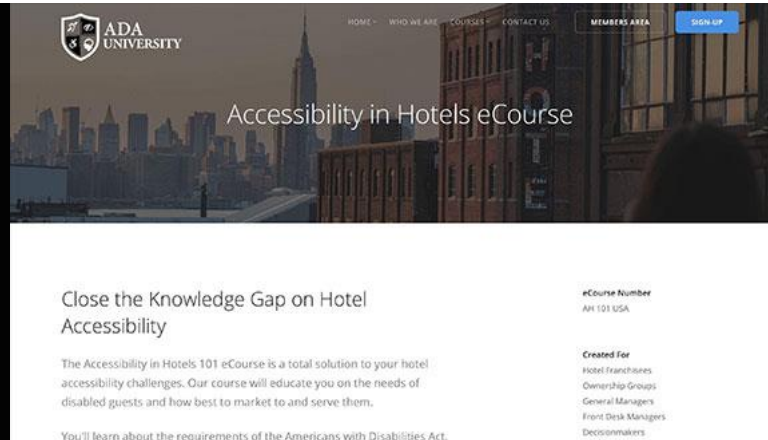 ADA
UNIVERSITY
HOME
WHO WE ARE
COURSES
CONTACT US
MEMBERS AREA
SIGN-UP
HOTEL
Accessibility in Hotels eCourse
Close the Knowledge Gap on Hotel
Accessibility
The Accessibility in Hotels 101 eCourse is a total solution to your hotel
accessibility challenges. Our course will educate you on the needs of
disabled guests and how best to market to and serve them.
You'll learn about the requirements of the Americans with Disabilities Act,
eCourse Number
AH 101 USA
Created For
Hotel Franchisees
Ownership Groups
General Managers
Front Desk Managers
Decisionmakers